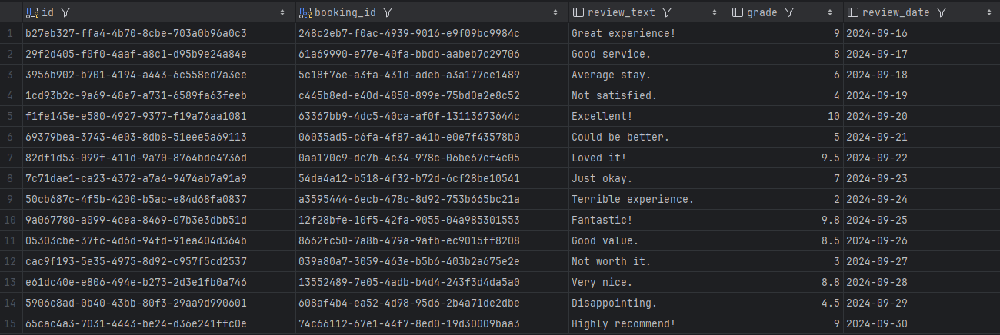 id booking_id review_text grade review_date
1 b27eb327-ffa4-4b70-8cbe-703a0b96a0c3 248c2eb7-f0ac-4939-9016-e9f09bc9984c Great experience! 9 2024-09-16
2 29f2d405-f0f0-4aaf-a8c1-d95b9e24a84e 61a69990-e77e-40fa-bbdb-aabeb7c29706 Good service. 8 2024-09-17
3 3956b902-b701-4194-a443-6c558ed7a3ee 5c18f76e-a3fa-431d-adeb-a3a177ce1489 Average stay. 6 2024-09-18
4 1cd93b2c-9a69-48e7-a731-6589fa63feeb c445b8ed-e40d-4858-899e-75bd0a2e8c52 Not satisfied. 4 2024-09-19
5 f1fe145e-e580-4927-9377-f19a76aa1081 63367bb9-4dc5-40ca-af0f-13113673644c Excellent! 10 2024-09-20
6 69379bea-3743-4e03-8db8-51eee5a69113 06035ad5-c6fa-4f87-a41b-e0e7f43578b0 Could be better. 5 2024-09-21
7 82df1d53-099f-411d-9a70-8764bde4736d 0aa170c9-dc7b-4c34-978c-06be67cf4c05 Loved it! 9.5 2024-09-22
8 7c71dae1-ca23-4372-a7a4-9474ab7a91a9 54da4a12-b518-4f32-b72d-6cf28be10541 Just okay. 7 2024-09-23
9 50cb687c-4f5b-4200-b5ac-e84d68fa0837 a3595444-6ecb-478c-8d92-753b665bc21a Terrible experience. 2 2024-09-24
10 9a067780-a099-4cea-8469-07b3e3dbb51d 12f28bfe-10f5-42fa-9055-04a985301553 Fantastic! 9.8 2024-09-25
11 05303cbe-37fc-4d6d-94fd-91ea404d364b 8662fc50-7a8b-479a-9afb-ec9015ff8208 Good value. 8.5 2024-09-26
12 cac9f193-5e35-4975-8d92-c957f5cd2537 039a80a7-3059-463e-b5b6-403b2a675e2e Not worth it. 3 2024-09-27
13 e61dc40e-e806-494e-b273-2d3e1fb0a746 13552489-7e05-4adb-b4d4-243f3d4da5a0 Very nice. 8.8 2024-09-28
14 5906c8ad-0b40-43bb-80f3-29aa9d990601 608af4b4-ea52-4d98-95d6-2b4a71de2dbe Disappointing. 4.5 2024-09-29
15 65cac4a3-7031-4443-be24-d36e241ffc0e 74c66112-67e1-44f7-8ed0-19d30009baa3 Highly recommend! 9 2024-09-30